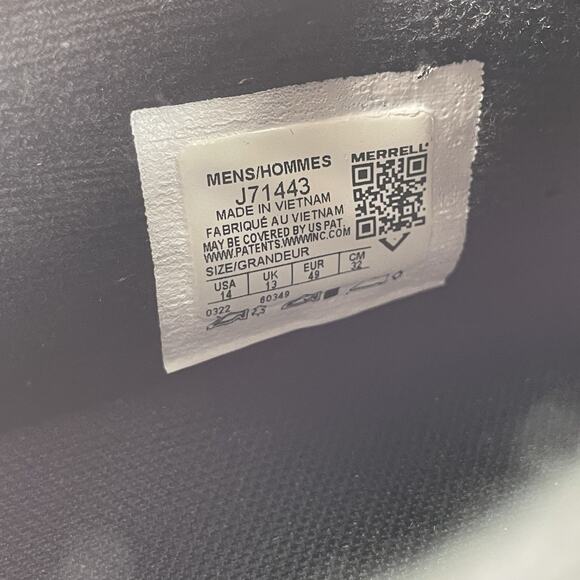 MENS/HOMMES
MERRELL
J71443
MADE IN VIETNAM
FABRIQUÉ AU VIETNAM
MAY BE COVERED BY US PAT.
WWW.PATENTS.WWWINC.COM
SIZE/GRANDEUR
USA UK EUR CM
14 13 49 32
0322 60349